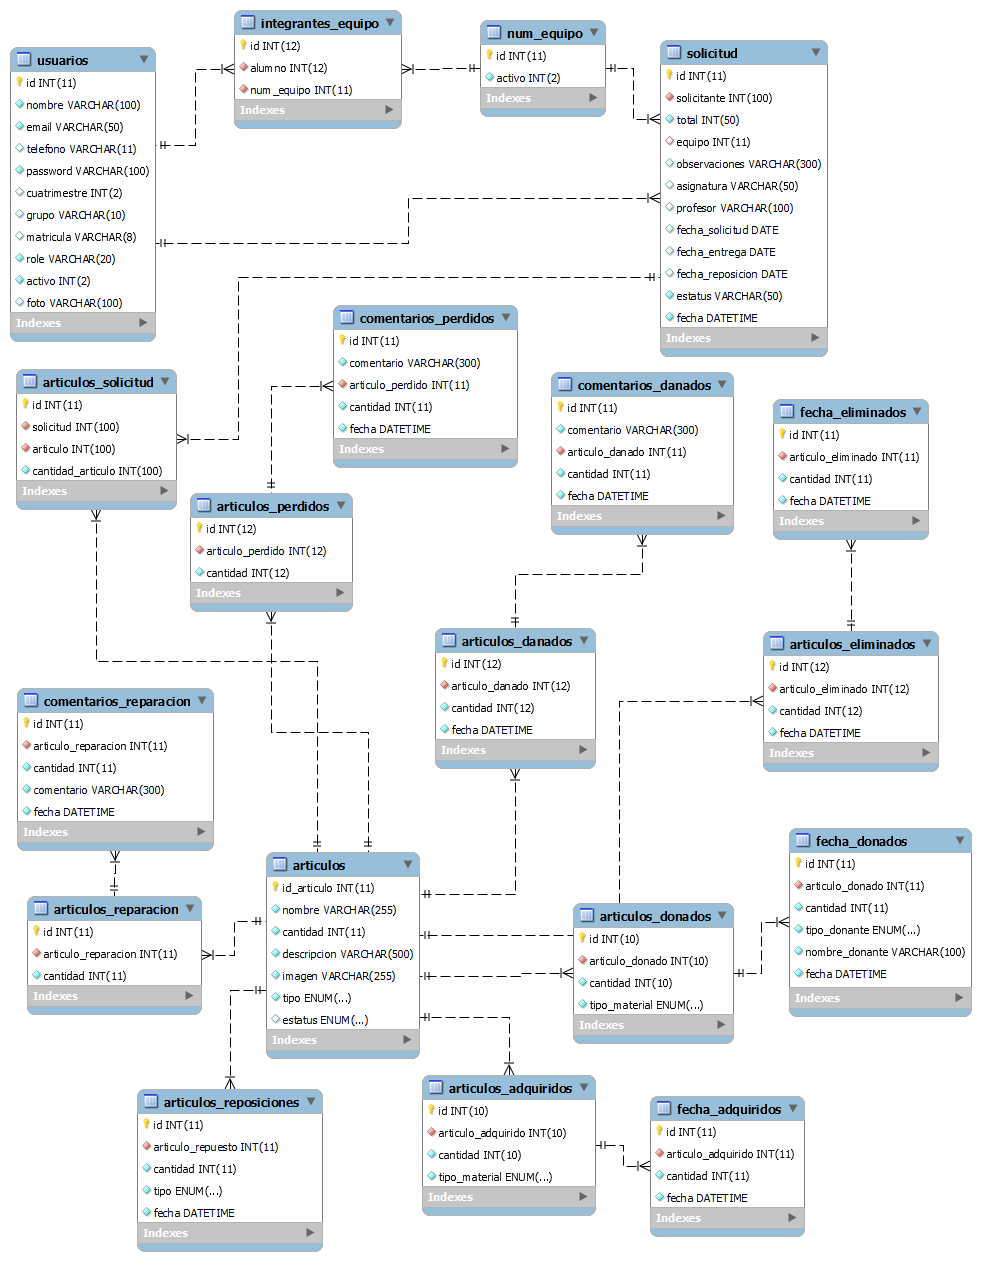 usuarios
id INT(11)
nombre VARCHAR(100)
email VARCHAR(50)
telefono VARCHAR(11)
password VARCHAR(100)
cuatrimestre INT(2)
grupo VARCHAR(10)
matricula VARCHAR(8)
role VARCHAR(20)
activo INT(2)
foto VARCHAR(100)
Indexes
integrantes_equipo
id INT(12)
alumno INT(12)
num_equipo INT(11)
Indexes
num_equipo
id INT(11)
activo INT(2)
Indexes
solicitud
id INT(11)
solicitante INT(100)
total INT(50)
equipo INT(11)
observaciones VARCHAR(300)
asignatura VARCHAR(50)
profesor VARCHAR(100)
fecha_solicitud DATE
fecha_entrega DATE
fecha_reposicion DATE
estatus VARCHAR(50)
fecha DATETIME
Indexes
articulos_solicitud
id INT(11)
solicitud INT(100)
articulo INT(100)
cantidad_articulo INT(100)
Indexes
comentarios_perdidos
id INT(11)
comentario VARCHAR(300)
articulo_perdido INT(11)
cantidad INT(11)
fecha DATETIME
Indexes
comentarios_danados
id INT(11)
comentario VARCHAR(300)
articulo_danado INT(11)
cantidad INT(11)
fecha DATETIME
Indexes
fecha_eliminados
id INT(11)
articulo_eliminado INT(11)
cantidad INT(11)
fecha DATETIME
Indexes
articulos_perdidos
id INT(12)
articulo_perdido INT(12)
cantidad INT(12)
Indexes
articulos_danados
id INT(12)
articulo_danado INT(12)
cantidad INT(12)
fecha DATETIME
Indexes
articulos_eliminados
id INT(12)
articulo_eliminado INT(12)
cantidad INT(12)
fecha DATETIME
Indexes
comentarios_reparacion
id INT(11)
articulo_reparacion INT(11)
cantidad INT(11)
comentario VARCHAR(300)
fecha DATETIME
Indexes
articulos_reparacion
id INT(11)
articulo_reparacion INT(11)
cantidad INT(11)
Indexes
articulos
id_articulo INT(11)
nombre VARCHAR(255)
cantidad INT(11)
descripcion VARCHAR(500)
imagen VARCHAR(255)
tipo ENUM(...)
estatus ENUM(...)
Indexes
articulos_donados
id INT(10)
articulo_donado INT(10)
cantidad INT(10)
tipo_material ENUM(...)
Indexes
fecha_donados
id INT(11)
articulo_donado INT(11)
cantidad INT(11)
tipo_donante ENUM(...)
nombre_donante VARCHAR(100)
fecha DATETIME
Indexes
articulos_reposiciones
id INT(11)
articulo_repuesto INT(11)
cantidad INT(11)
tipo ENUM(...)
fecha DATETIME
Indexes
articulos_adquiridos
id INT(10)
articulo_adquirido INT(10)
cantidad INT(10)
tipo_material ENUM(...)
Indexes
fecha_adquiridos
id INT(11)
articulo_adquirido INT(11)
cantidad INT(11)
fecha DATETIME
Indexes